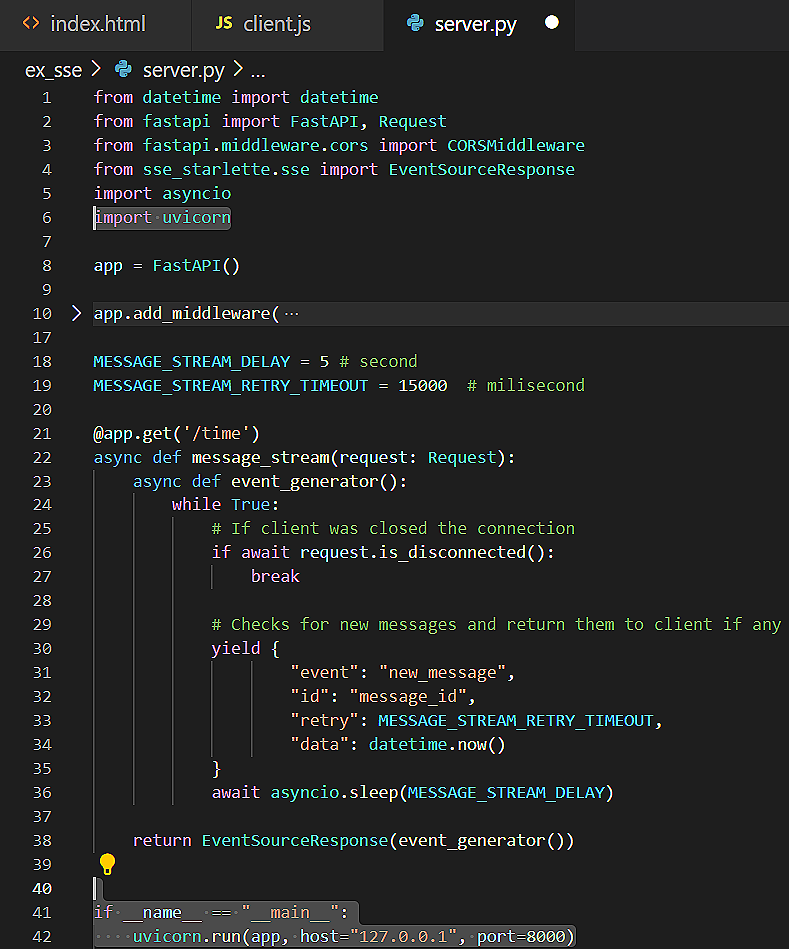 <> index.html JS client.js server.py
ex_sse > server.py > ...
1 from datetime import datetime
2 from fastapi import FastAPI, Request
3 from fastapi.middleware.cors import CORSMiddleware
4 from sse_starlette.sse import EventSourceResponse
5 import asyncio
6 import uvicorn
7
8 app = FastAPI()
9
10 > app.add_middleware( ...
17
18 MESSAGE_STREAM_DELAY = 5 # second
19 MESSAGE_STREAM_RETRY_TIMEOUT = 15000  # milisecond
20
21 @app.get('/time')
22 async def message_stream(request: Request):
23     async def event_generator():
24         while True:
25             # If client was closed the connection
26             if await request.is_disconnected():
27                 break
28
29             # Checks for new messages and return them to client if any
30             yield {
31                     "event": "new_message",
32                     "id": "message_id",
33                     "retry": MESSAGE_STREAM_RETRY_TIMEOUT,
34                     "data": datetime.now()
35             }
36             await asyncio.sleep(MESSAGE_STREAM_DELAY)
37
38     return EventSourceResponse(event_generator())
39
40
41 if __name__ == "__main__":
42     uvicorn.run(app, host="127.0.0.1", port=8000)